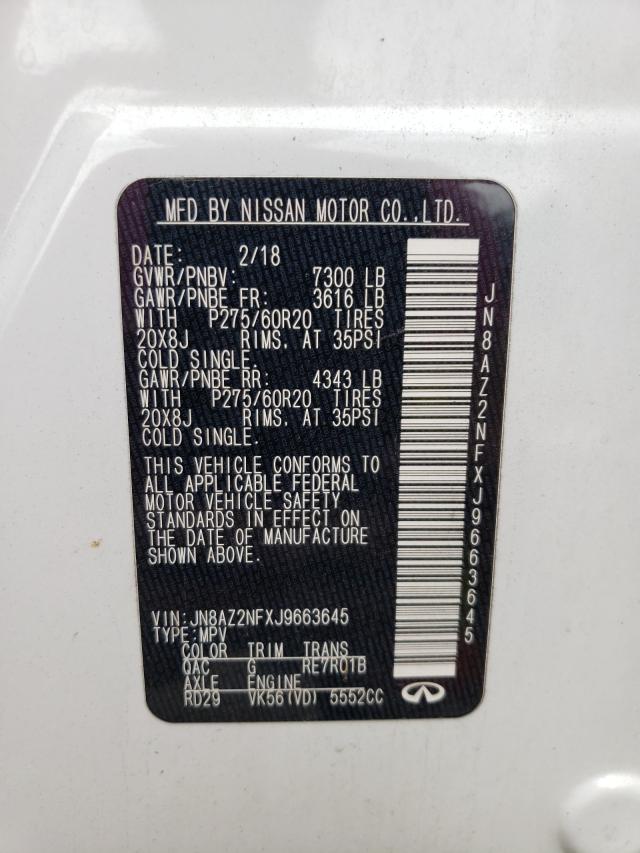 MFD BY NISSAN MOTOR CO.,LTD.
DATE: 2/18
GVWR/PNBV: 7300 LB
GAWR/PNBE FR: 3616 LB
WITH P275/60R20 TIRES
20X8J RIMS. AT 35PSI
COLD SINGLE.
GAWR/PNBE RR: 4343 LB
WITH P275/60R20 TIRES
20X8J RIMS. AT 35PSI
COLD SINGLE.
THIS VEHICLE CONFORMS TO
ALL APPLICABLE FEDERAL
MOTOR VEHICLE SAFETY
STANDARDS IN EFFECT ON
THE DATE OF MANUFACTURE
SHOWN ABOVE.
VIN:JN8AZ2NFXJ9663645
TYPE:MPV
COLOR TRIM TRANS
QAC G RE7R01B
AXLE ENGINE
RD29 VK56(VD) 5552CC
JN8AZ2NFXJ9663645